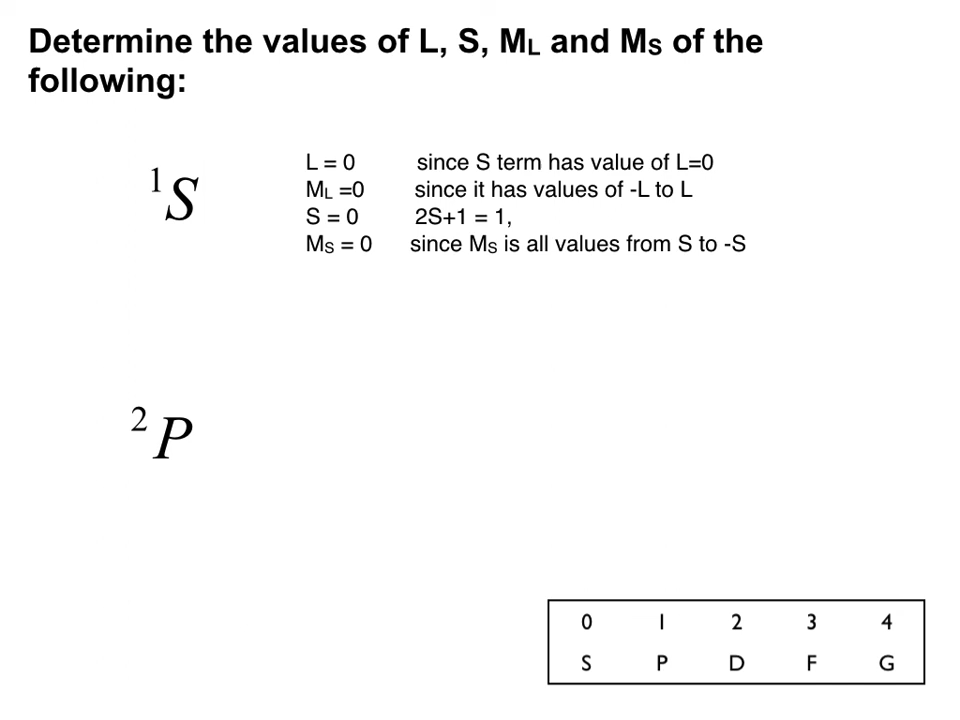 Determine the values of L, S, ML and MS of the
following:
1S
L = 0 since S term has value of L=0
ML =0 since it has values of -L to L
S = 0 2S+1 = 1,
MS = 0 since MS is all values from S to -S
2P
0 1 2 3 4
S P D F G